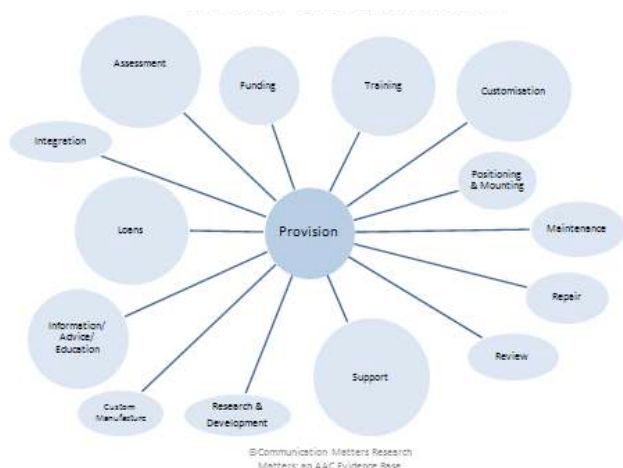 Assessment
Funding
Training
Customisation
Integration
Positioning
& Mounting
Loans
Provision
Maintenance
Repair
Information/
Advice/
Education
Review
Support
Custom
Manufacture
Research &
Development
©Communication Matters Research
Matters: an AAC Evidence Base